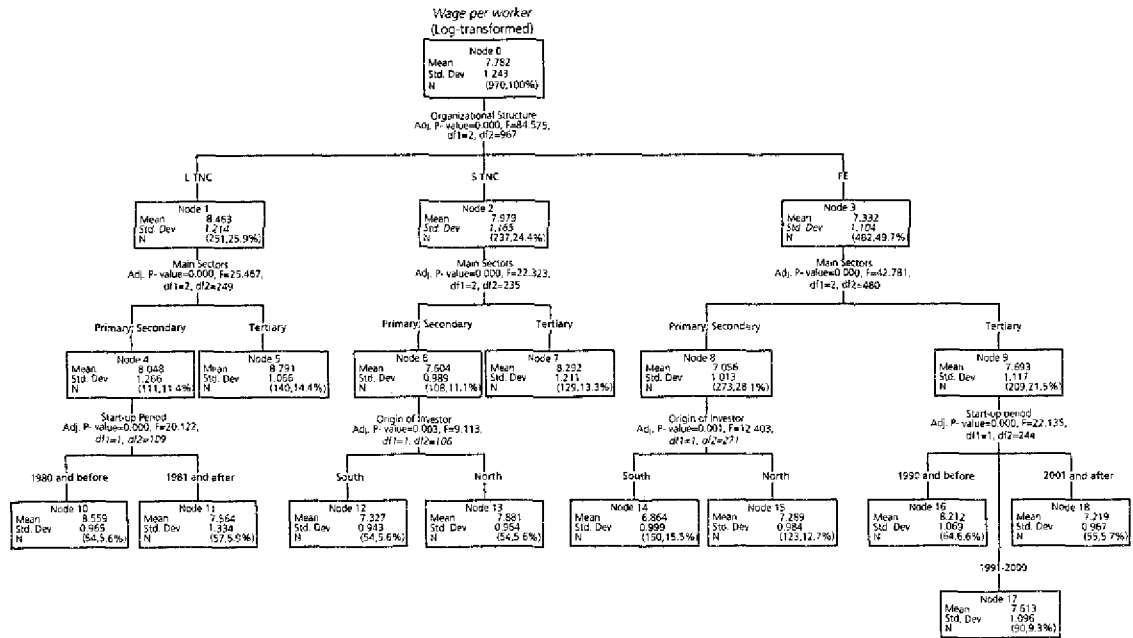 Wage per worker
(Log-transformed)
Node 0
Mean 7.782
Std. Dev 1.243
N (970,100%)
Organizational Structure
Adj. P- value=0.000, F=84.575,
df1=2, df2=967
L TNC
S TNC
FE
Node 1
Mean 8.463
Std. Dev 1.214
N (251,25.9%)
Node 2
Mean 7.979
Std. Dev 1.165
N (237,24.4%)
Node 3
Mean 7.332
Std. Dev 1.104
N (482,49.7%)
Main Sectors
Adj. P- value=0.000, F=25.467,
df1=2, df2=249
Main Sectors
Adj. P- value=0.000, F=22.323,
df1=2, df2=235
Main Sectors
Adj. P- value=0.000, F=42.781,
df1=2, df2=480
Primary; Secondary
Tertiary
Primary; Secondary
Tertiary
Primary; Secondary
Tertiary
Node 4
Mean 8.048
Std. Dev 1.266
N (111,11.4%)
Node 5
Mean 8.791
Std. Dev 1.066
N (140,14.4%)
Node 6
Mean 7.604
Std. Dev 0.989
N (108,11.1%)
Node 7
Mean 8.292
Std. Dev 1.211
N (129,13.3%)
Node 8
Mean 7.056
Std. Dev 1.013
N (273,28.1%)
Node 9
Mean 7.693
Std. Dev 1.117
N (209,21.5%)
Start-up Period
Adj. P- value=0.000, F=20.122,
df1=1, df2=109
Origin of Investor
Adj. P- value=0.003, F=9.113,
df1=1, df2=106
Origin of Investor
Adj. P- value=0.001, F=12.403,
df1=1, df2=271
Start-up period
Adj. P- value=0.000, F=22.135,
df1=1, df2=244
1980 and before
1981 and after
South
North
South
North
1990 and before
2001 and after
Node 10
Mean 8.559
Std. Dev 0.965
N (54,5.6%)
Node 11
Mean 7.564
Std. Dev 1.334
N (57,5.9%)
Node 12
Mean 7.327
Std. Dev 0.943
N (54,5.6%)
Node 13
Mean 7.881
Std. Dev 0.964
N (54,5.6%)
Node 14
Mean 6.864
Std. Dev 0.999
N (150,15.5%)
Node 15
Mean 7.289
Std. Dev 0.984
N (123,12.7%)
Node 16
Mean 8.212
Std. Dev 1.069
N (64,6.6%)
Node 18
Mean 7.219
Std. Dev 0.967
N (55,5.7%)
1991-2000
Node 17
Mean 7.613
Std. Dev 1.096
N (90,9.3%)